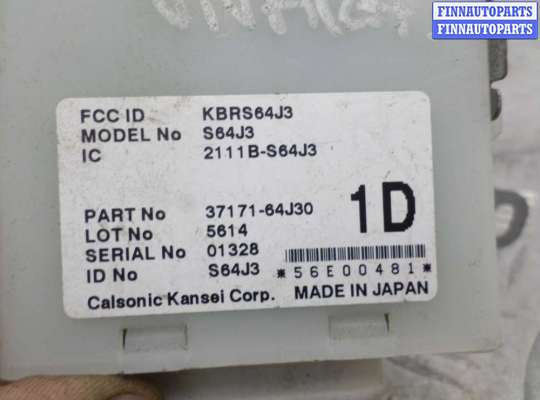 FINNAUTOPARTS
FINNAUTOPARTS
FINNAUTOPARTS
FCC ID KBRS64J3
MODEL No S64J3
IC 2111B-S64J3
PART No 37171-64J30
1D
LOT No 5614
SERIAL No 01328
ID No S64J3
*56E00481*
Calsonic Kansei Corp. MADE IN JAPAN